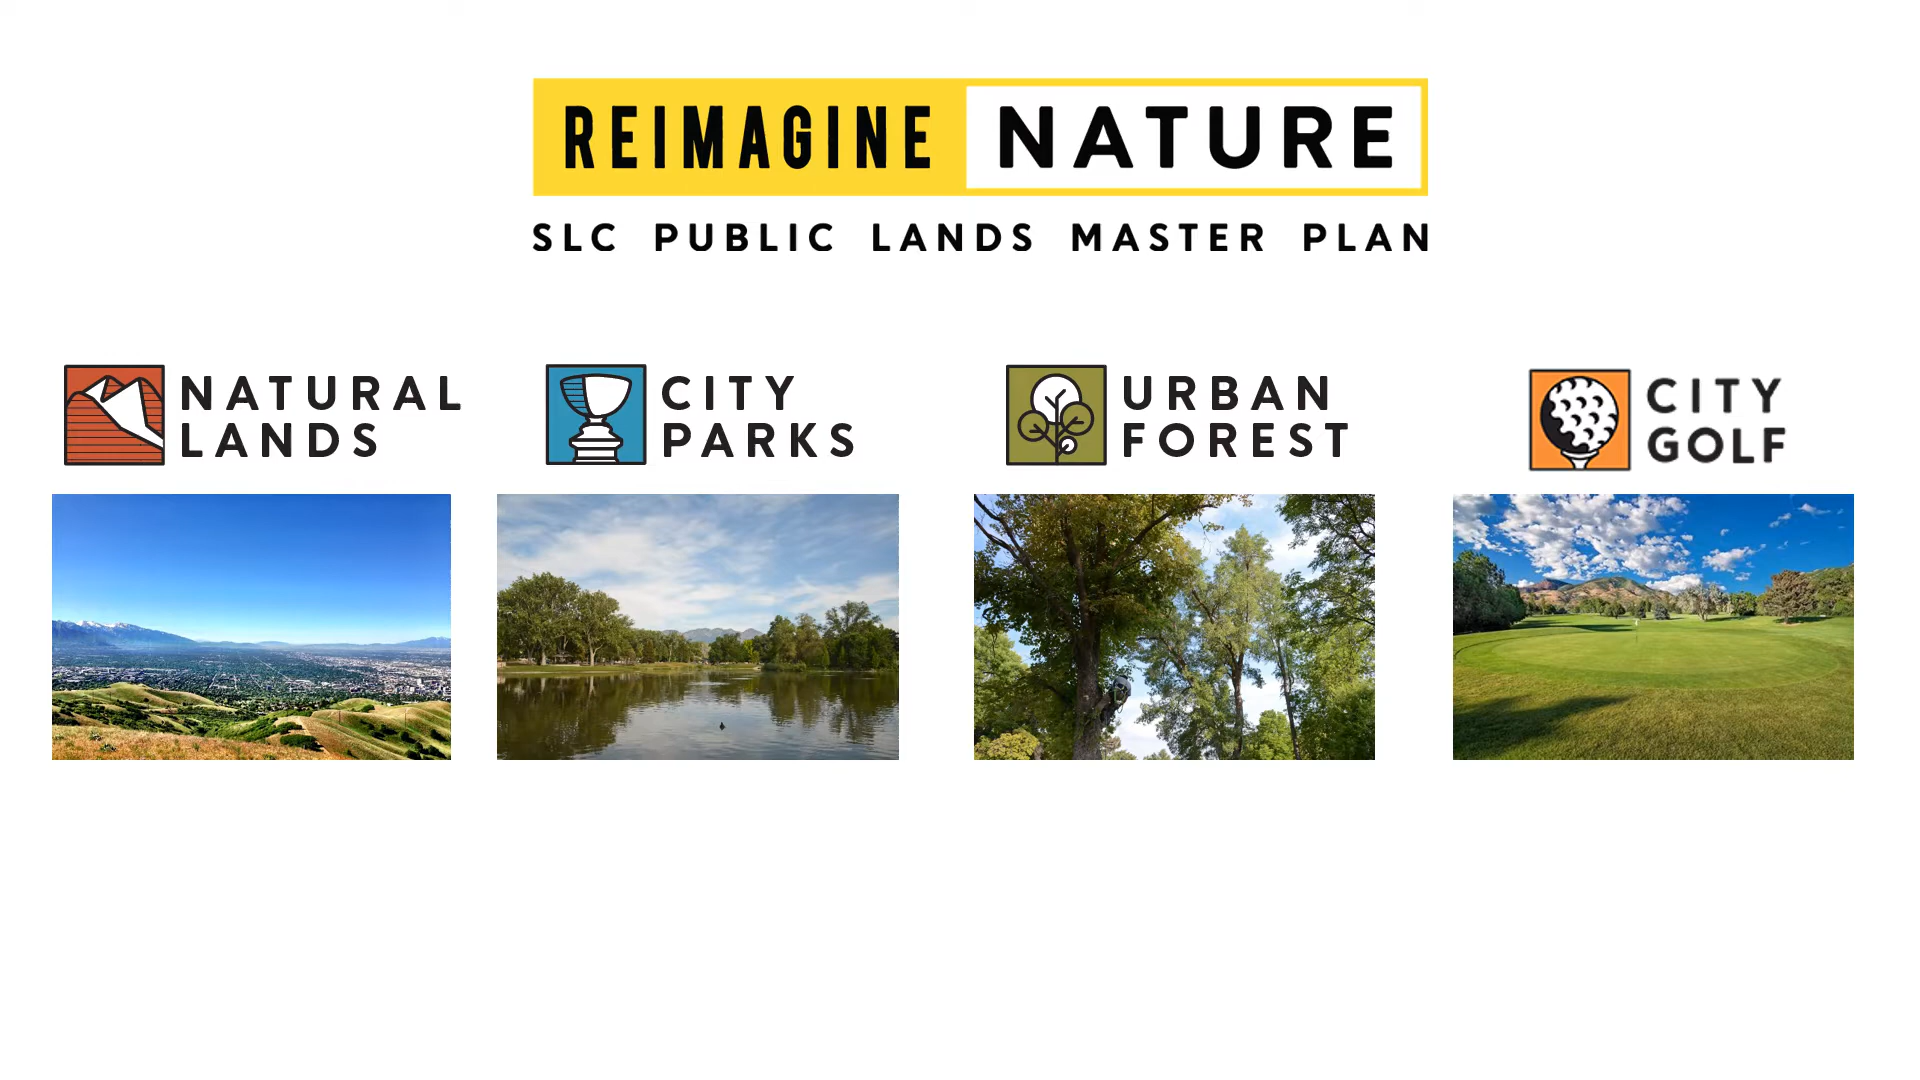 REIMAGINE NATURE
SLC PUBLIC LANDS MASTER PLAN
NATURAL
LANDS
CITY
PARKS
URBAN
FOREST
CITY
GOLF